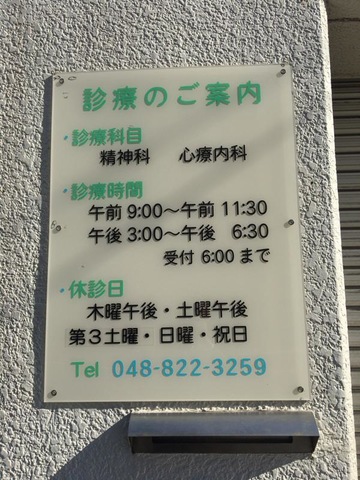 診療のご案内
・診療科目
精神科　心療内科
・診療時間
午前 9:00～午前 11:30
午後 3:00～午後 6:30
受付 6:00 まで
・休診日
木曜午後・土曜午後
第３土曜・日曜・祝日
Tel 048-822-3259